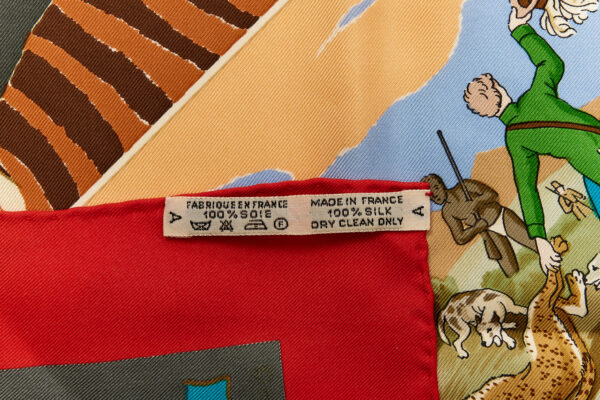 A
FABRIQUE EN FRANCE
100% SOIE
F
MADE IN FRANCE
100% SILK
DRY CLEAN ONLY
A